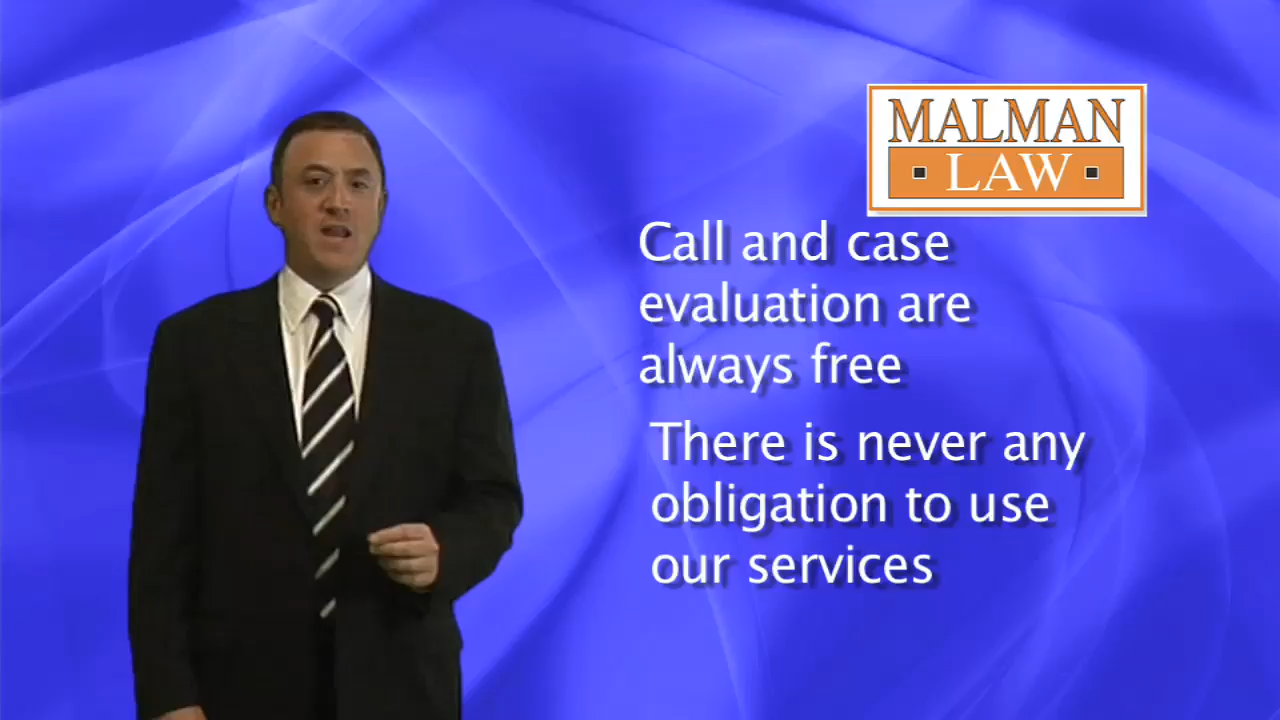 MALMAN
LAW
Call and case
evaluation are
always free
There is never any
obligation to use
our services